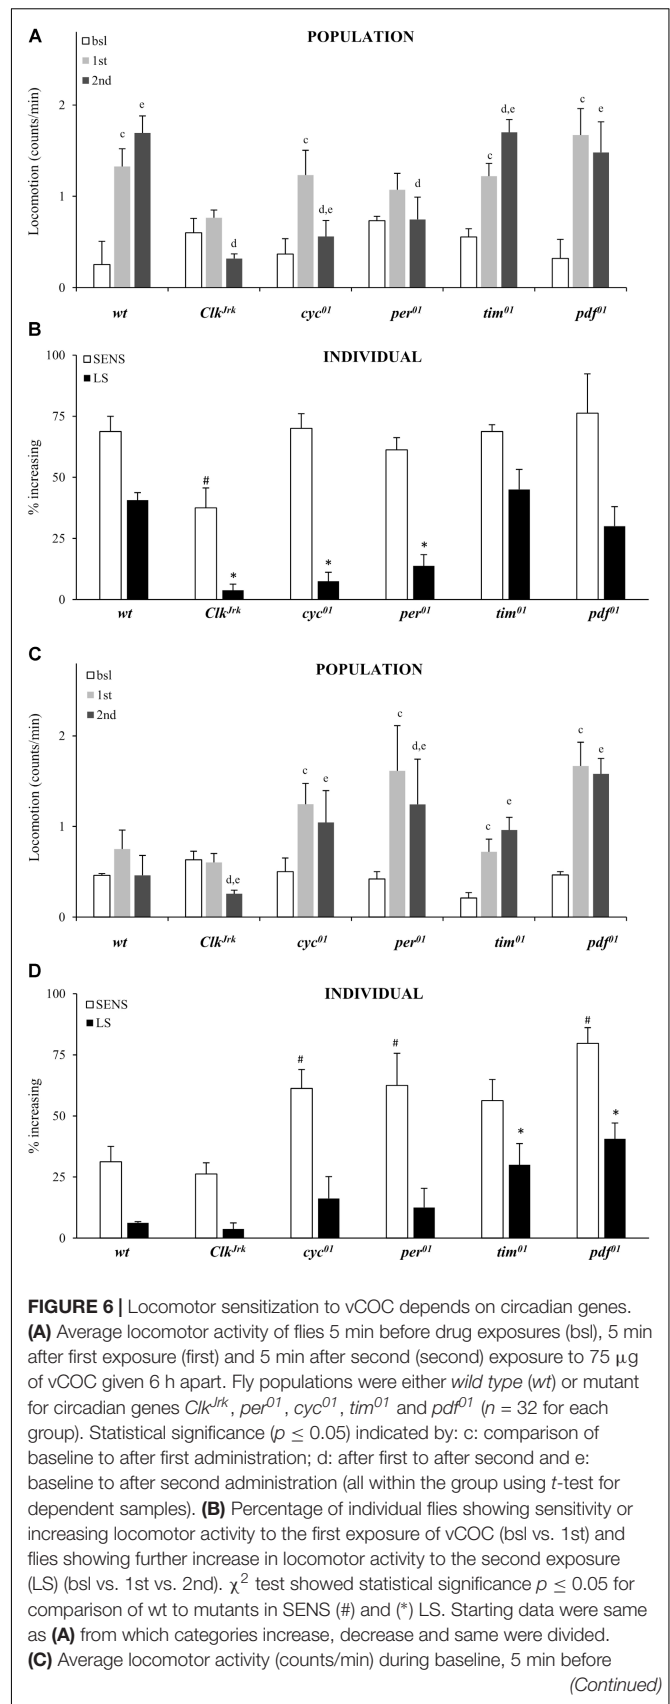 A
POPULATION
bsl
1st
2nd
Locomotion (counts/min)
2
1
0
c
e
d
c
d,e
d
c
d,e
c
e
wt
Clk^Jrk
cyc^01
per^01
tim^01
pdf^01
B
INDIVIDUAL
SENS
LS
% increasing
100
75
50
25
0
#
*
*
*
wt
Clk^Jrk
cyc^01
per^01
tim^01
pdf^01
C
POPULATION
bsl
1st
2nd
Locomotion (counts/min)
2
1
0
d,e
c
e
c
d,e
c
e
c
e
wt
Clk^Jrk
cyc^01
per^01
tim^01
pdf^01
D
INDIVIDUAL
SENS
LS
% increasing
100
75
50
25
0
#
#
*
#
*
wt
Clk^Jrk
cyc^01
per^01
tim^01
pdf^01
FIGURE 6 | Locomotor sensitization to vCOC depends on circadian genes.
(A) Average locomotor activity of flies 5 min before drug exposures (bsl), 5 min
after first exposure (first) and 5 min after second (second) exposure to 75 μg
of vCOC given 6 h apart. Fly populations were either wild type (wt) or mutant
for circadian genes Clk^Jrk, per^01, cyc^01, tim^01 and pdf^01 (n = 32 for each
group). Statistical significance (p ≤ 0.05) indicated by: c: comparison of
baseline to after first administration; d: after first to after second and e:
baseline to after second administration (all within the group using t-test for
dependent samples). (B) Percentage of individual flies showing sensitivity or
increasing locomotor activity to the first exposure of vCOC (bsl vs. 1st) and
flies showing further increase in locomotor activity to the second exposure
(LS) (bsl vs. 1st vs. 2nd). χ² test showed statistical significance p ≤ 0.05 for
comparison of wt to mutants in SENS (#) and (*) LS. Starting data were same
as (A) from which categories increase, decrease and same were divided.
(C) Average locomotor activity (counts/min) during baseline, 5 min before
(Continued)